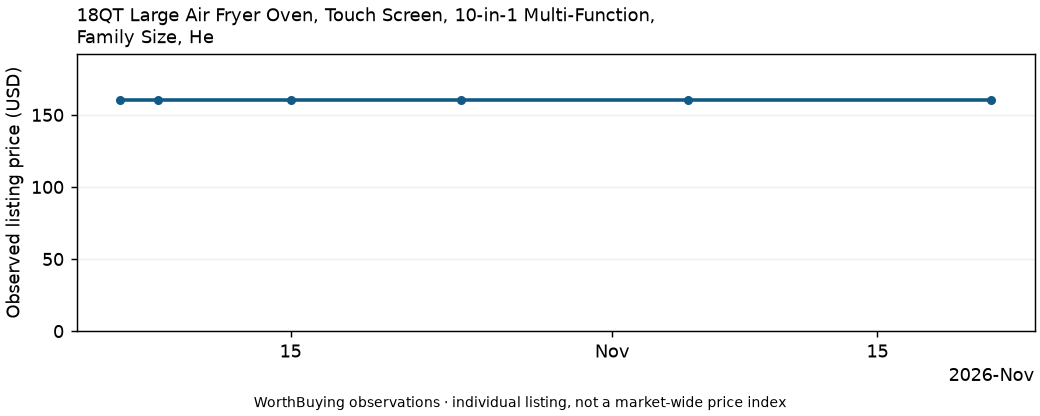 18QT Large Air Fryer Oven, Touch Screen, 10-in-1 Multi-Function,
Family Size, He
Observed listing price (USD)
150
100
50
0
15
Nov
15
2026-Nov
WorthBuying observations · individual listing, not a market-wide price index